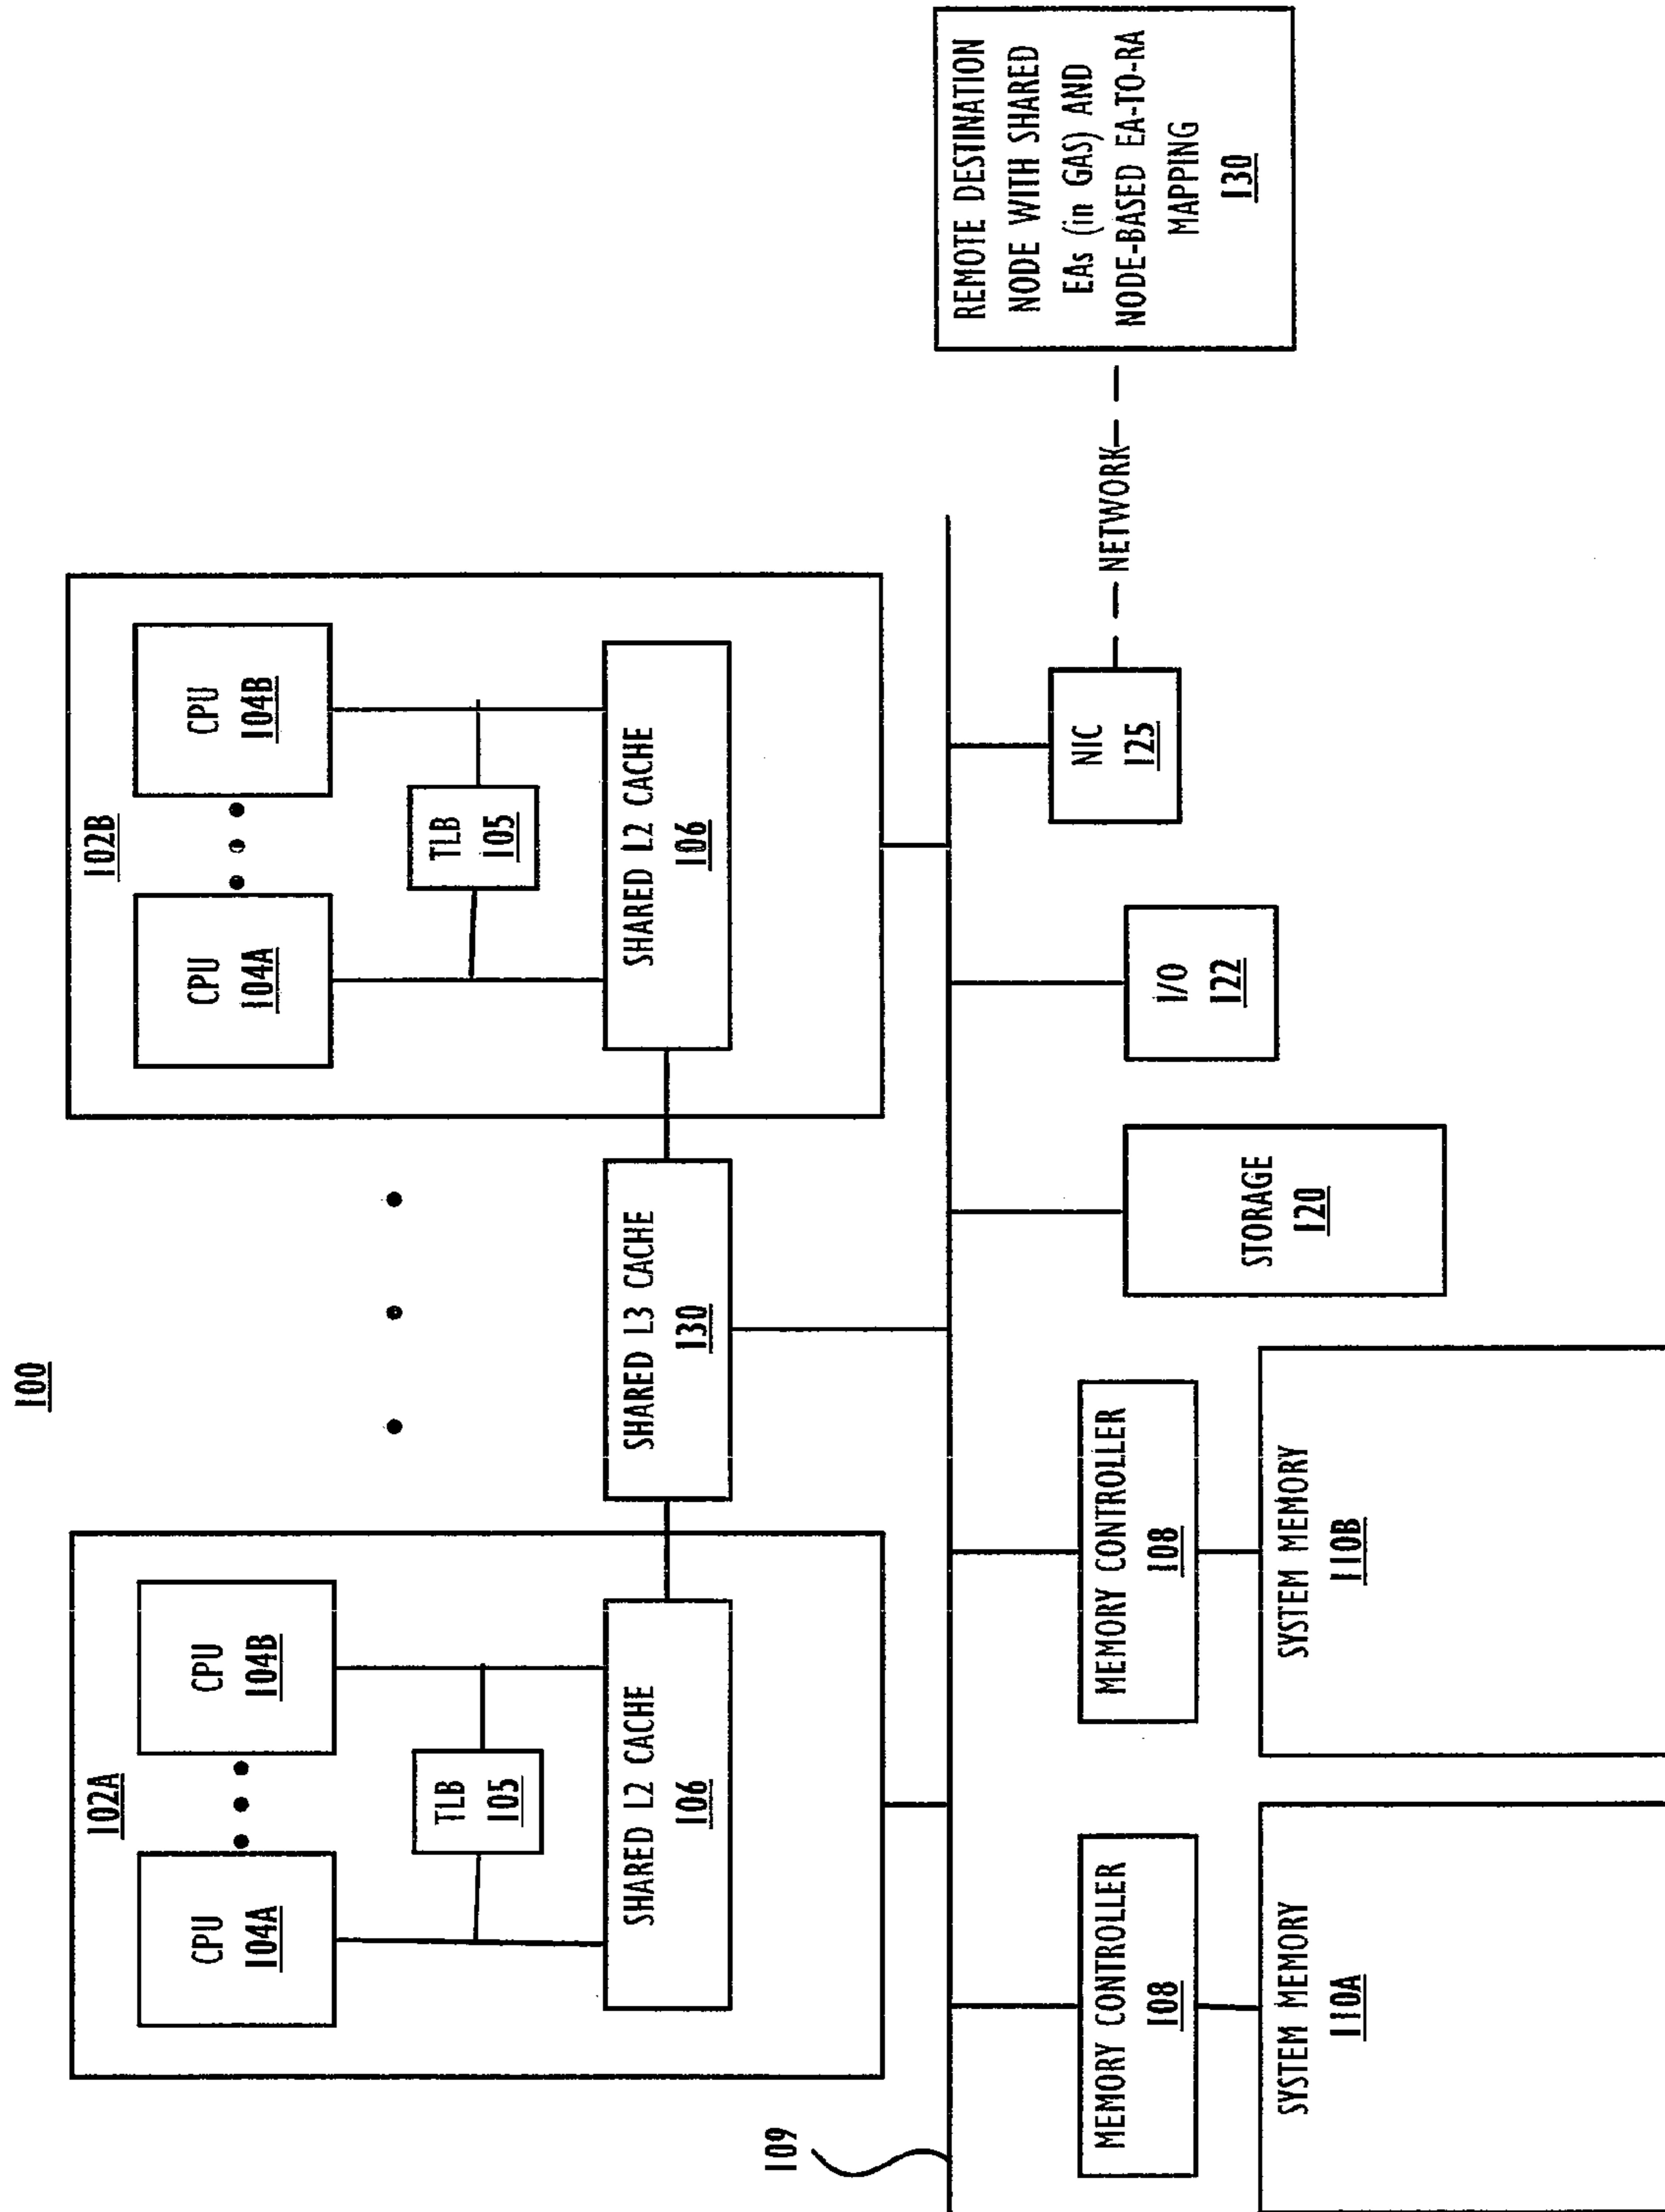 100
102A
CPU
104A
CPU
104B
TLB
105
SHARED L2 CACHE
106
SHARED L3 CACHE
130
102B
CPU
104A
CPU
104B
TLB
105
SHARED L2 CACHE
106
109
MEMORY CONTROLLER
108
SYSTEM MEMORY
110A
MEMORY CONTROLLER
108
SYSTEM MEMORY
110B
STORAGE
120
I/O
122
NIC
125
NETWORK
REMOTE DESTINATION
NODE WITH SHARED
EAs (in GAS) AND
NODE-BASED EA-TO-RA
MAPPING
130